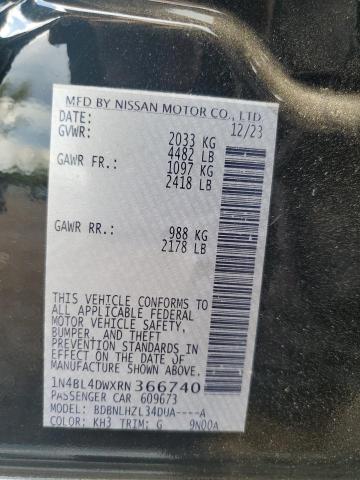 MFD BY NISSAN MOTOR CO., LTD.
12/23
GVWR: 2033 KG
4482 LB
GAWR FR.: 1097 KG
2418 LB
GAWR RR.: 988 KG
2178 LB
THIS VEHICLE CONFORMS TO
ALL APPLICABLE FEDERAL
MOTOR VEHICLE SAFETY,
BUMPER, AND THEFT
PREVENTION STANDARDS IN
EFFECT ON THE DATE OF
MANUFACTURE SHOWN ABOVE.
1N4BL4DWXRN366740
PASSENGER CAR 609673
MODEL: BDBNLHZL34DUA----A
COLOR: KH3 TRIM: G 9N00A